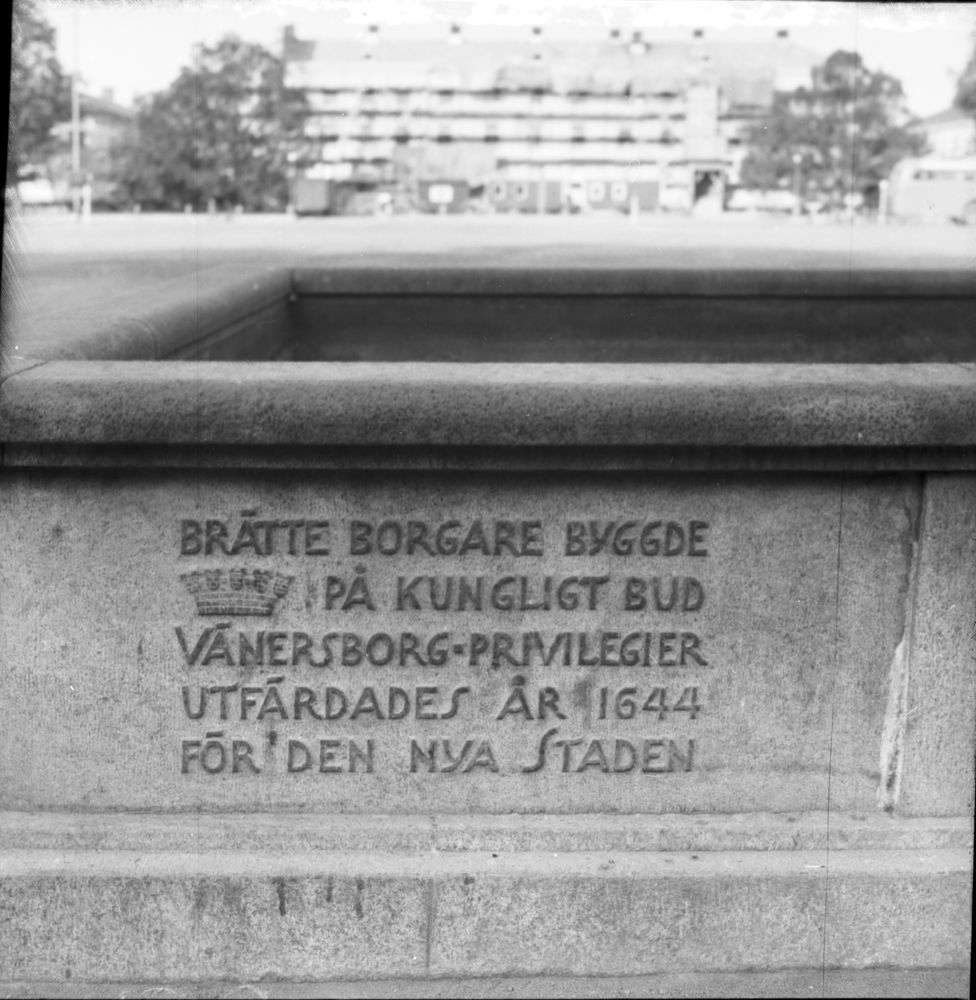 BRÄTTE BORGARE BYGGDE
PÅ KUNGLIGT BUD
VÄNERSBORG-PRIVILEGIER
UTFÄRDADES ÅR 1644
FÖR DEN NYA STADEN